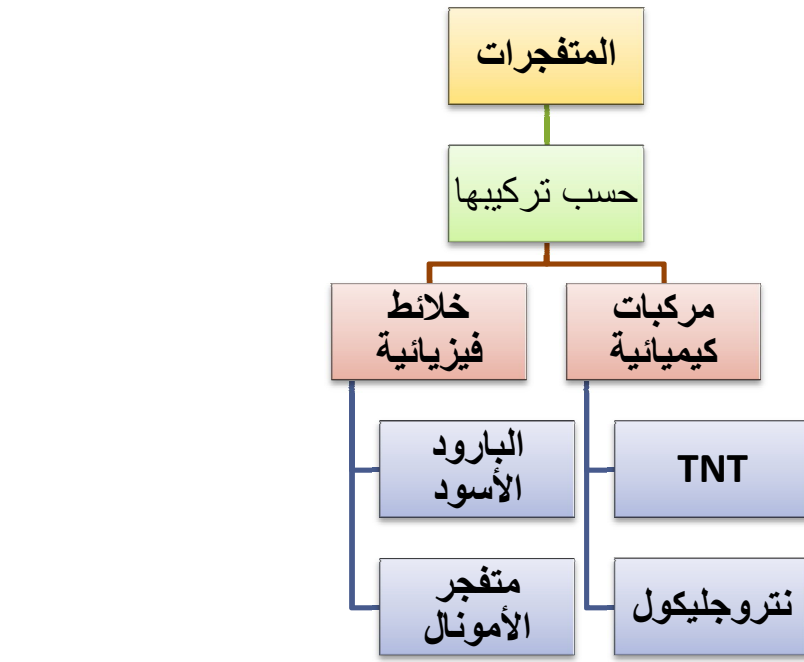 المتفجرات
حسب تركيبها
مركبات
كيميائية
TNT
نتروجليكول
خلائط
فيزيائية
البارود
الأسود
متفجر
الأمونال